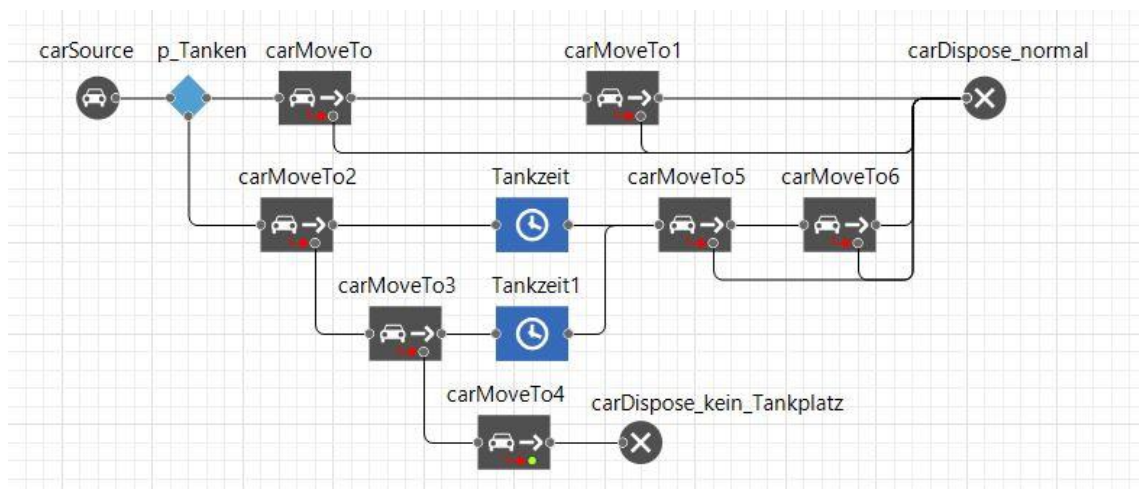 carSource p_Tanken carMoveTo carMoveTo1 carDispose_normal
carMoveTo2 Tankzeit carMoveTo5 carMoveTo6
carMoveTo3 Tankzeit1
carMoveTo4 carDispose_kein_Tankplatz